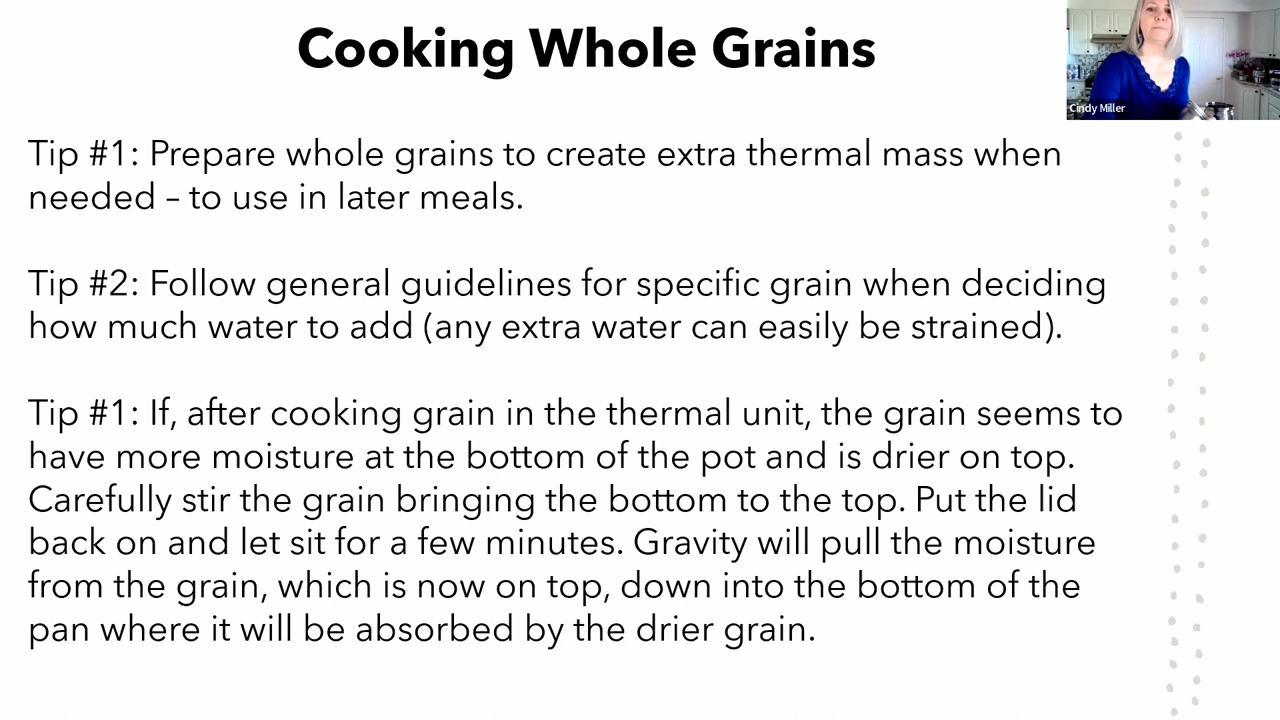 Cooking Whole Grains
Cindy Miller
Tip #1: Prepare whole grains to create extra thermal mass when
needed – to use in later meals.
Tip #2: Follow general guidelines for specific grain when deciding
how much water to add (any extra water can easily be strained).
Tip #1: If, after cooking grain in the thermal unit, the grain seems to
have more moisture at the bottom of the pot and is drier on top.
Carefully stir the grain bringing the bottom to the top. Put the lid
back on and let sit for a few minutes. Gravity will pull the moisture
from the grain, which is now on top, down into the bottom of the
pan where it will be absorbed by the drier grain.